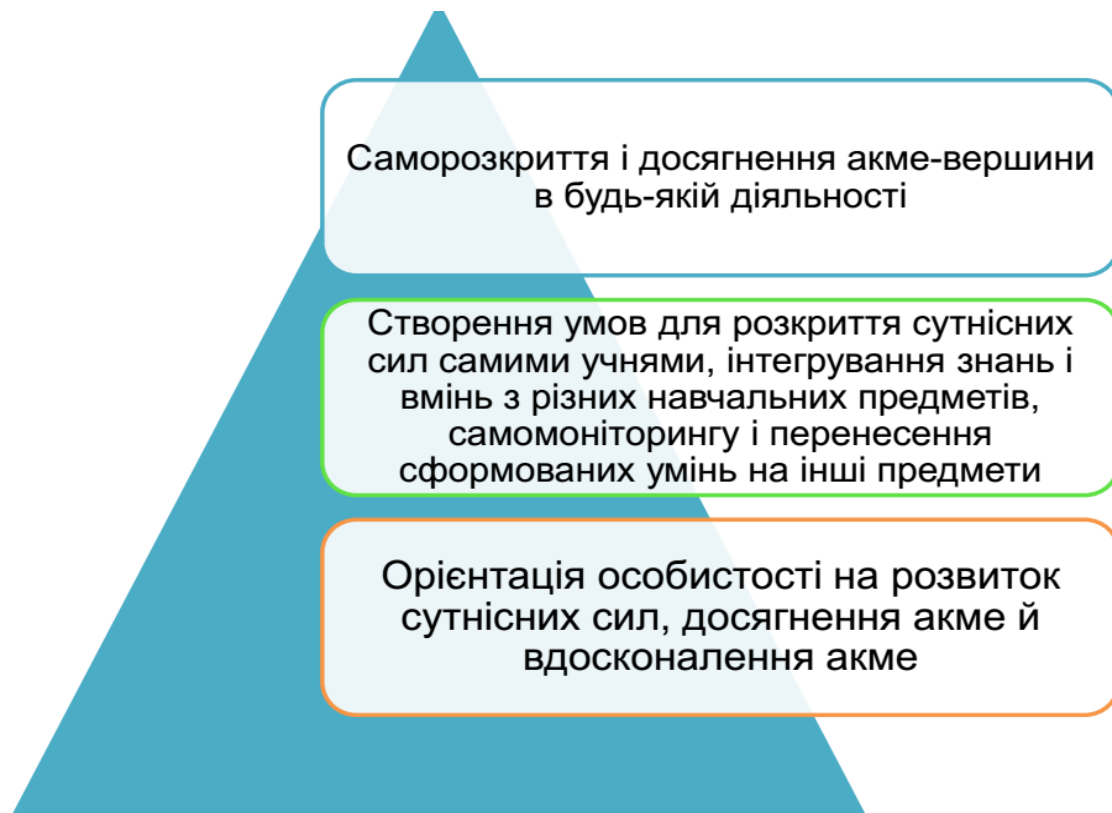 Саморозкриття і досягнення акме-вершини
в будь-якій діяльності
Створення умов для розкриття сутнісних
сил самими учнями, інтегрування знань і
вмінь з різних навчальних предметів,
самомоніторингу і перенесення
сформованих умінь на інші предмети
Орієнтація особистості на розвиток
сутнісних сил, досягнення акме й
вдосконалення акме